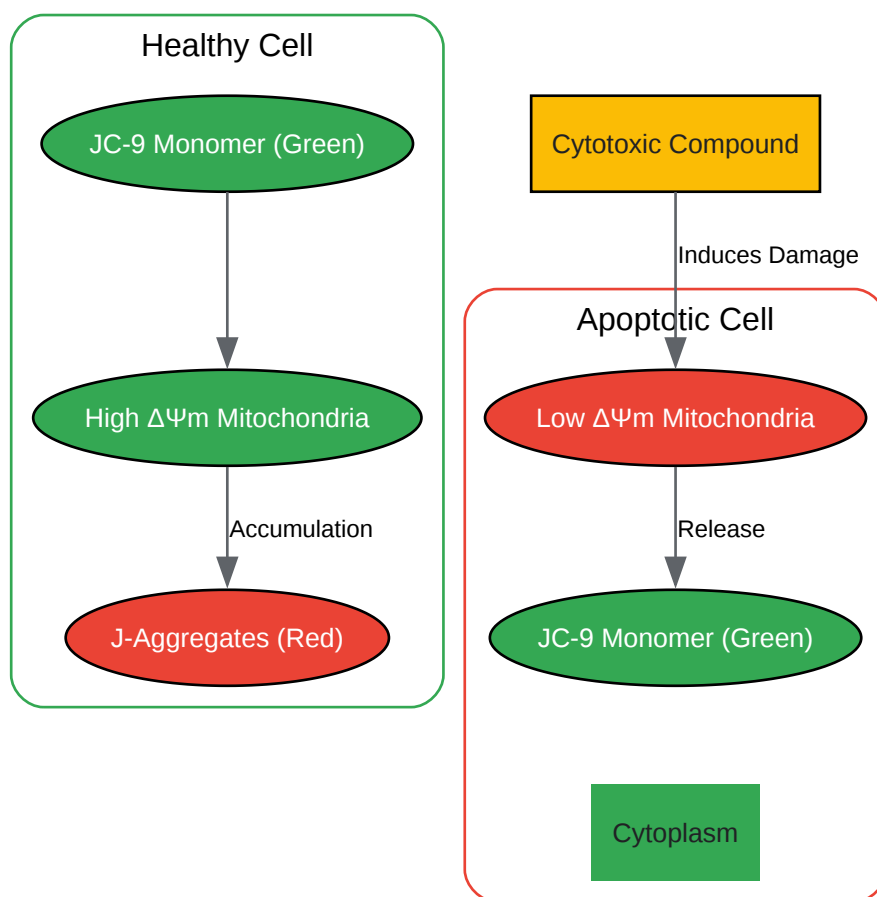 Healthy Cell
JC-9 Monomer (Green)
High ΔΨm Mitochondria
Accumulation
J-Aggregates (Red)
Cytotoxic Compound
Induces Damage
Apoptotic Cell
Low ΔΨm Mitochondria
Release
JC-9 Monomer (Green)
Cytoplasm